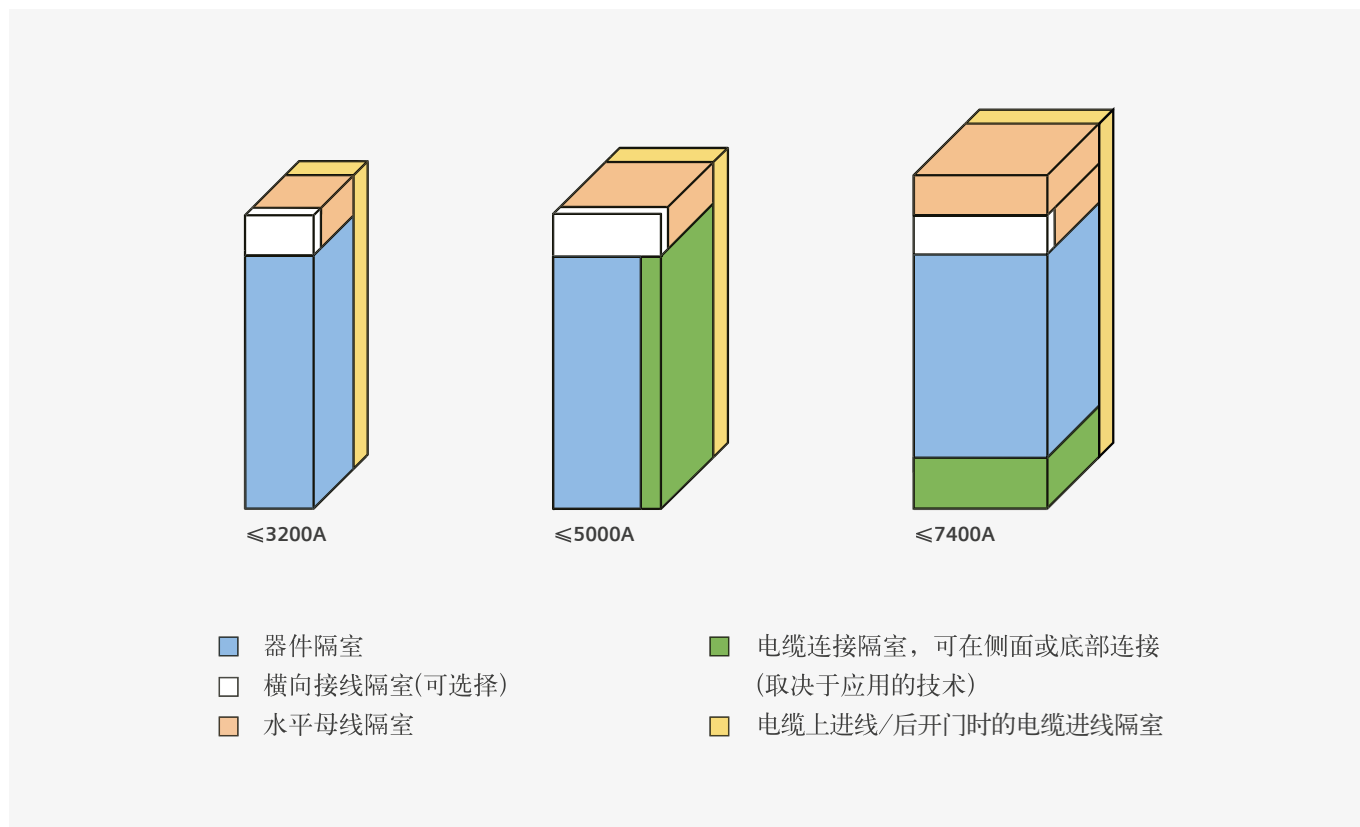 ≤3200A
≤5000A
≤7400A
器件隔室
横向接线隔室(可选择)
水平母线隔室
电缆连接隔室，可在侧面或底部连接
(取决于应用的技术)
电缆上进线/后开门时的电缆进线隔室